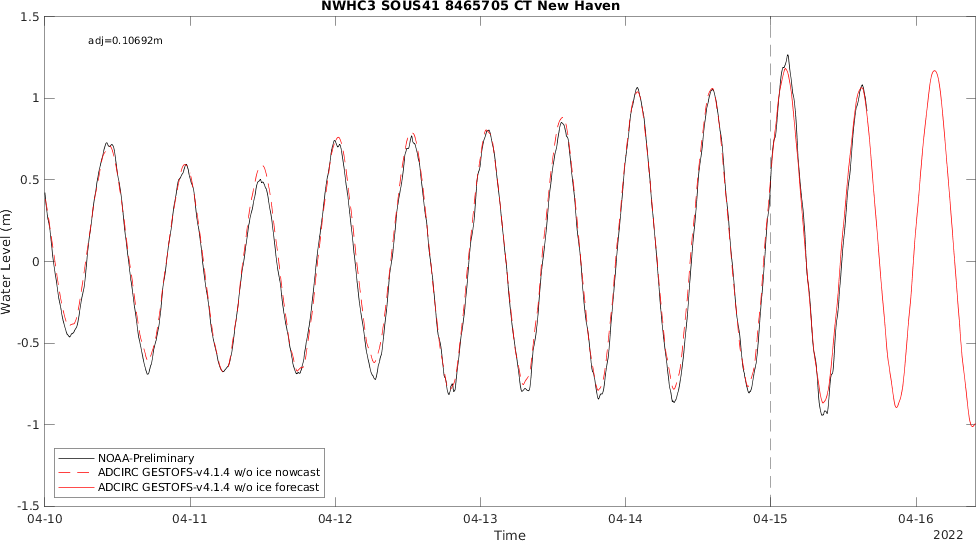 NWHC3 SOUS41 8465705 CT New Haven
adj=0.10692m
1.5
1
0.5
0
-0.5
-1
-1.5
Water Level (m)
NOAA-Preliminary
ADCIRC GESTOFS-v4.1.4 w/o ice nowcast
ADCIRC GESTOFS-v4.1.4 w/o ice forecast
04-10 04-11 04-12 04-13 04-14 04-15 04-16
Time
2022